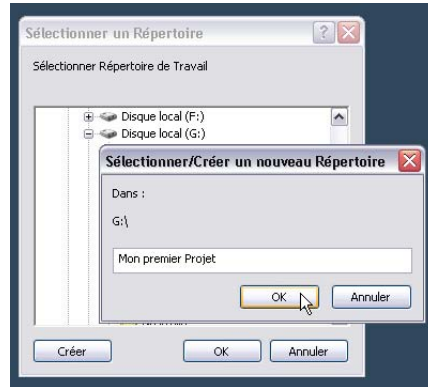 Sélectionner un Répertoire
Sélectionner Répertoire de Travail
Disque local (F:)
Disque local (G:)
Sélectionner/Créer un nouveau Répertoire
Dans :
G:\
Mon premier Projet
OK
Annuler
Créer
OK
Annuler